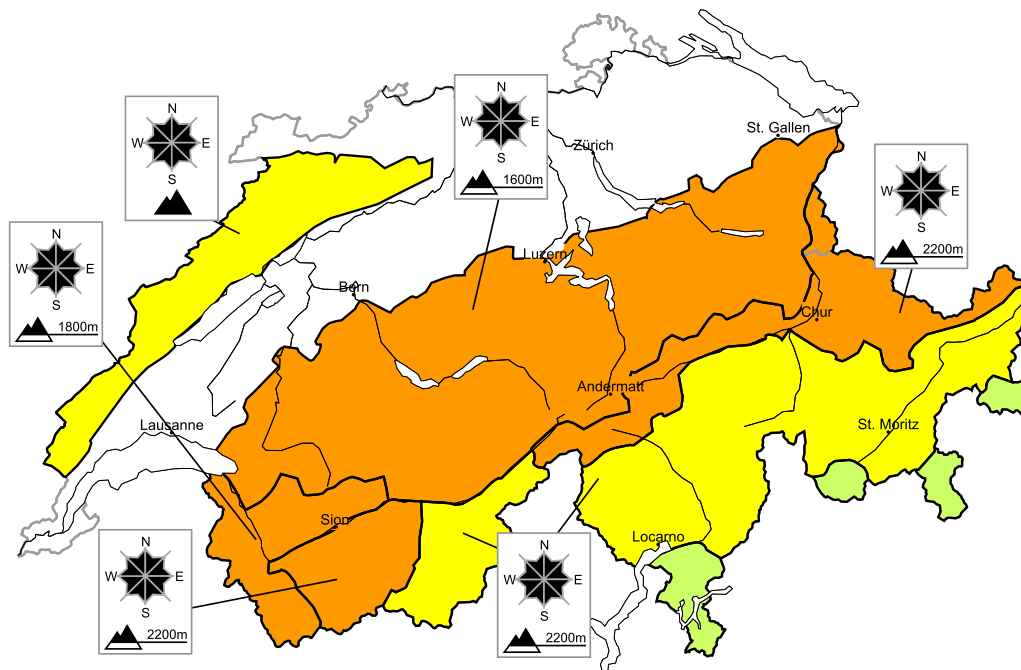 N
W E
S
N
W E
S
1600m
St. Gallen
Zürich
N
W E
S
2200m
N
W E
S
1800m
Luzern
Bern
Chur
Andermatt
Lausanne
St. Moritz
Sion
Locarno
N
W E
S
2200m
N
W E
S
2200m